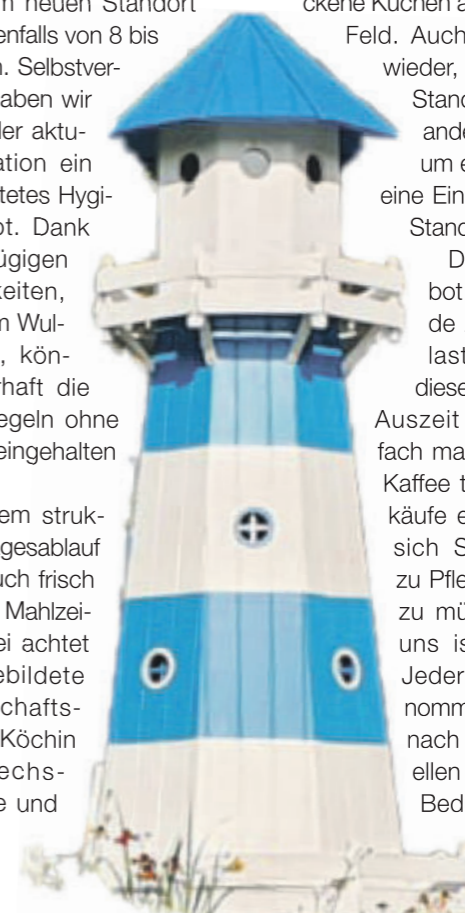 m neuen Standort
enfalls von 8 bis
n. Selbstver-
aben wir
der aktu-
ation ein
tetes Hygi-
ot. Dank
ügigen
keiten,
m Wul-
, kön-
rhaft die
egeln ohne
eingehalten
em struk-
gesablauf
uch frisch
Mahlzei-
ei achtet
ebildete
chafts-
Köchin
echs-
e und
ckene Kuchen a
Feld. Auch
wieder,
Stand
ande
um e
eine Ein
Stand
D
bot
de
last
diese
Auszeit
fach ma
Kaffee t
käufe e
sich S
zu Pfle
zu mü
uns is
Jeder
nomm
nach
ellen
Bed